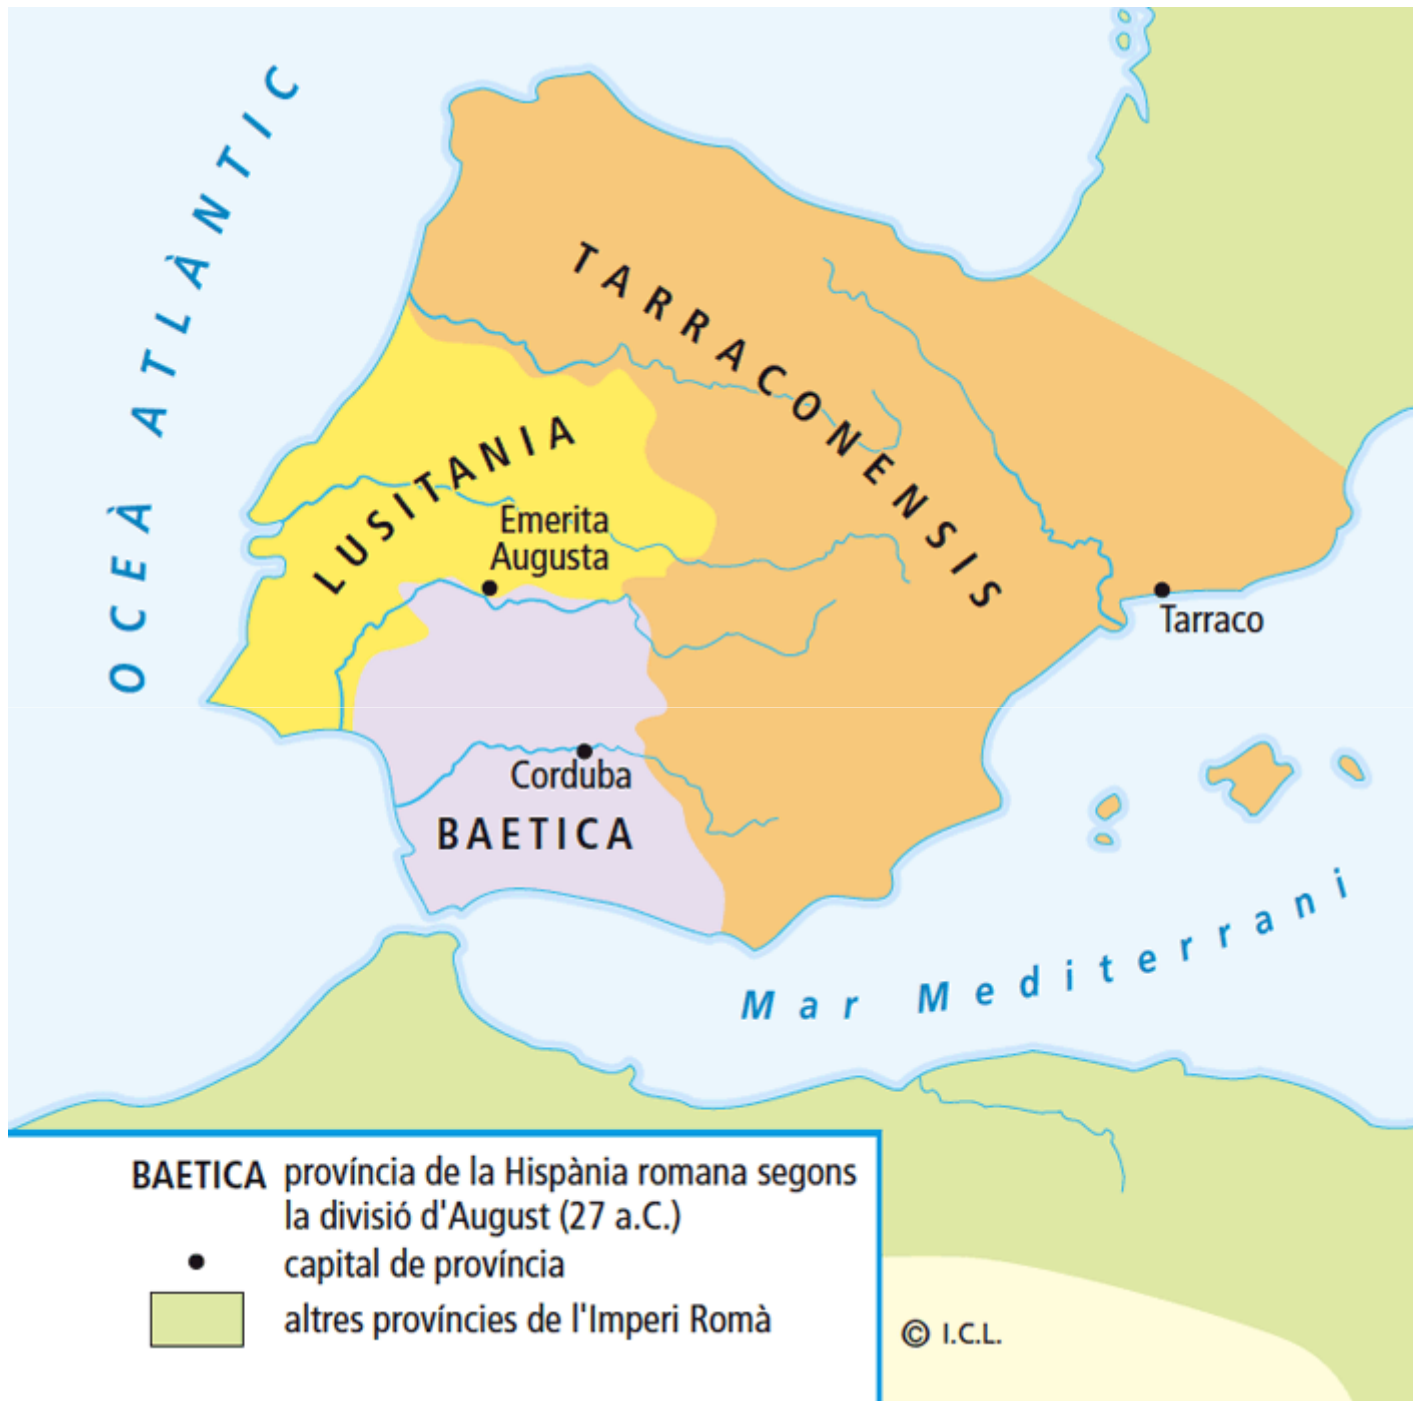 OCEÀ ATLÀNTIC
TARRACONENSIS
LUSITANIA
Emerita
Augusta
Tarraco
Corduba
BAETICA
Mar Mediterrani
BAETICA província de la Hispània romana segons
la divisió d'August (27 a.C.)
capital de província
altres províncies de l'Imperi Romà
© I.C.L.